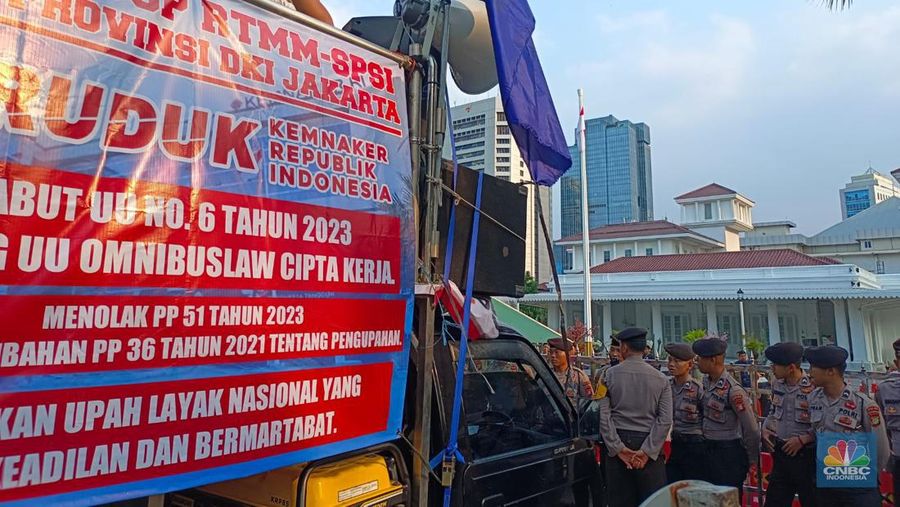 RTMM-SPSI
PROVINSI DKI JAKARTA
RUDUK
KEMNAKER
REPUBLIK
INDONESIA
ABUT UU NO. 6 TAHUN 2023
G UU OMNIBUSLAW CIPTA KERJA.
MENOLAK PP 51 TAHUN 2023
BAHAN PP 36 TAHUN 2021 TENTANG PENGUPAHAN.
KAN UPAH LAYAK NASIONAL YANG
EADILAN DAN BERMARTABAT.
POLRI
CNBC
INDONESIA